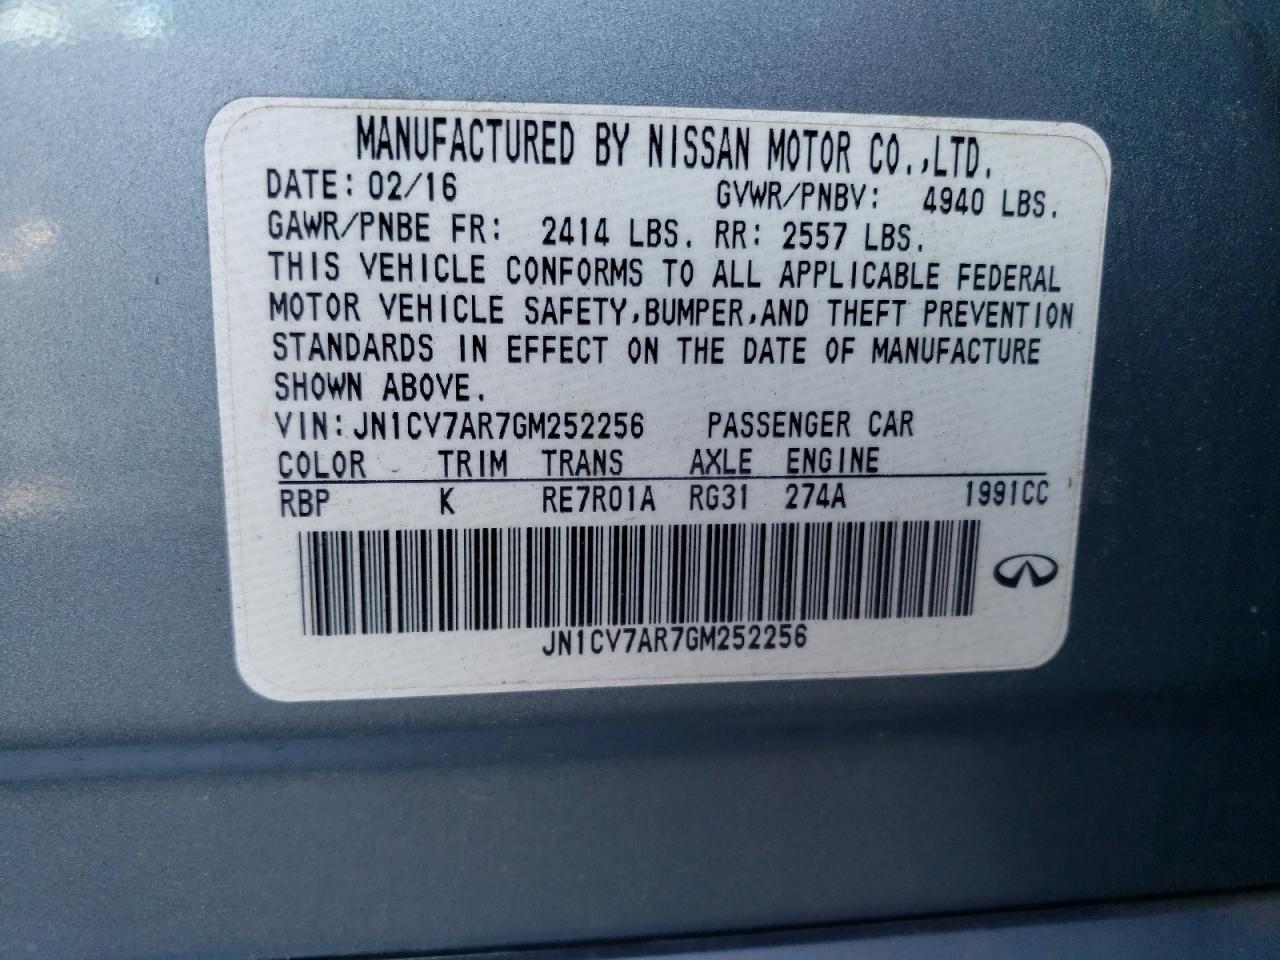 MANUFACTURED BY NISSAN MOTOR CO.,LTD.
DATE: 02/16 GVWR/PNBV: 4940 LBS.
GAWR/PNBE FR: 2414 LBS. RR: 2557 LBS.
THIS VEHICLE CONFORMS TO ALL APPLICABLE FEDERAL
MOTOR VEHICLE SAFETY,BUMPER,AND THEFT PREVENTION
STANDARDS IN EFFECT ON THE DATE OF MANUFACTURE
SHOWN ABOVE.
VIN:JN1CV7AR7GM252256 PASSENGER CAR
COLOR TRIM TRANS AXLE ENGINE
RBP K RE7R01A RG31 274A 1991CC
JN1CV7AR7GM252256